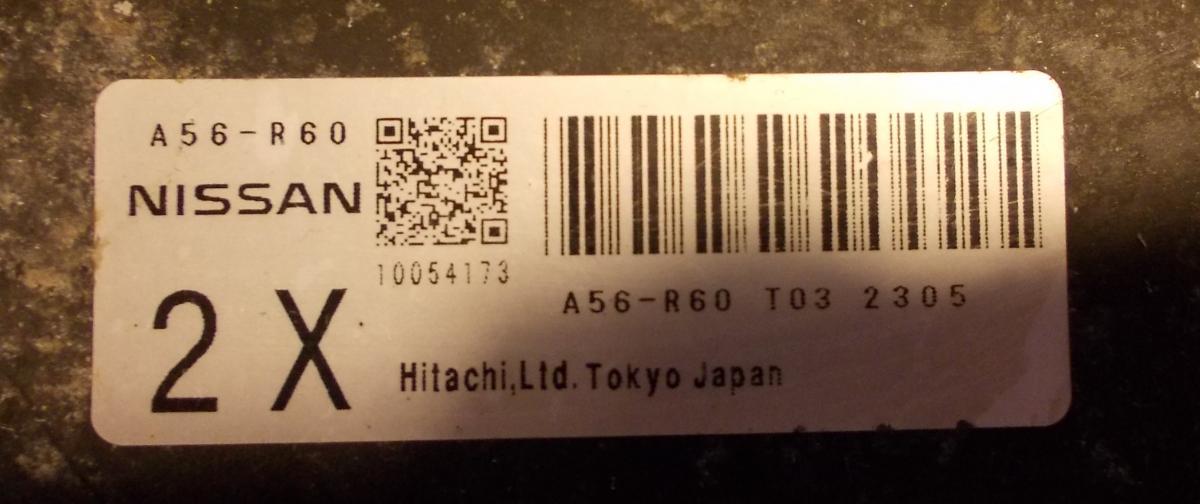 A56-R60
NISSAN
10054173
2 X
A56-R60 T03 2305
Hitachi,Ltd. Tokyo Japan